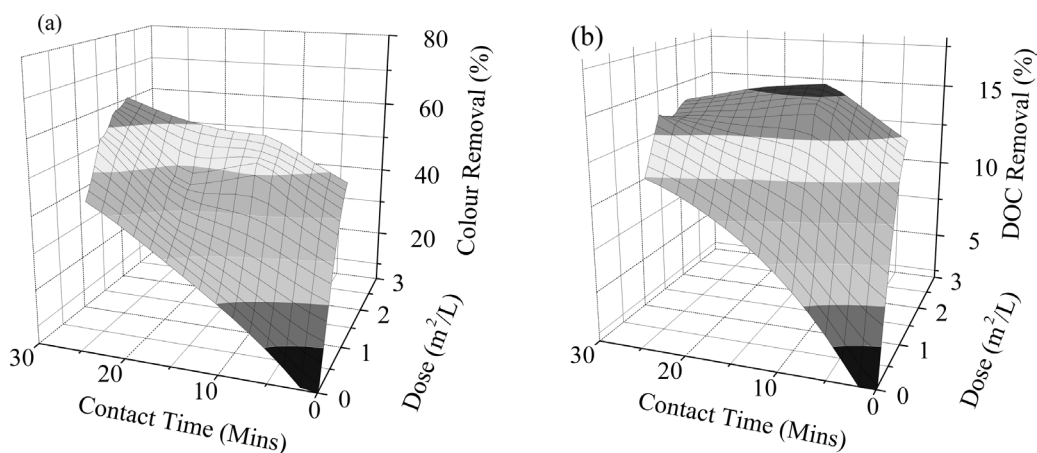 (a)
80
60
40
20
Colour Removal (%)
3
2
1
0
Dose (m²/L)
30
20
10
0
Contact Time (Mins)
(b)
15
10
5
DOC Removal (%)
3
2
1
0
Dose (m²/L)
30
20
10
0
Contact Time (Mins)